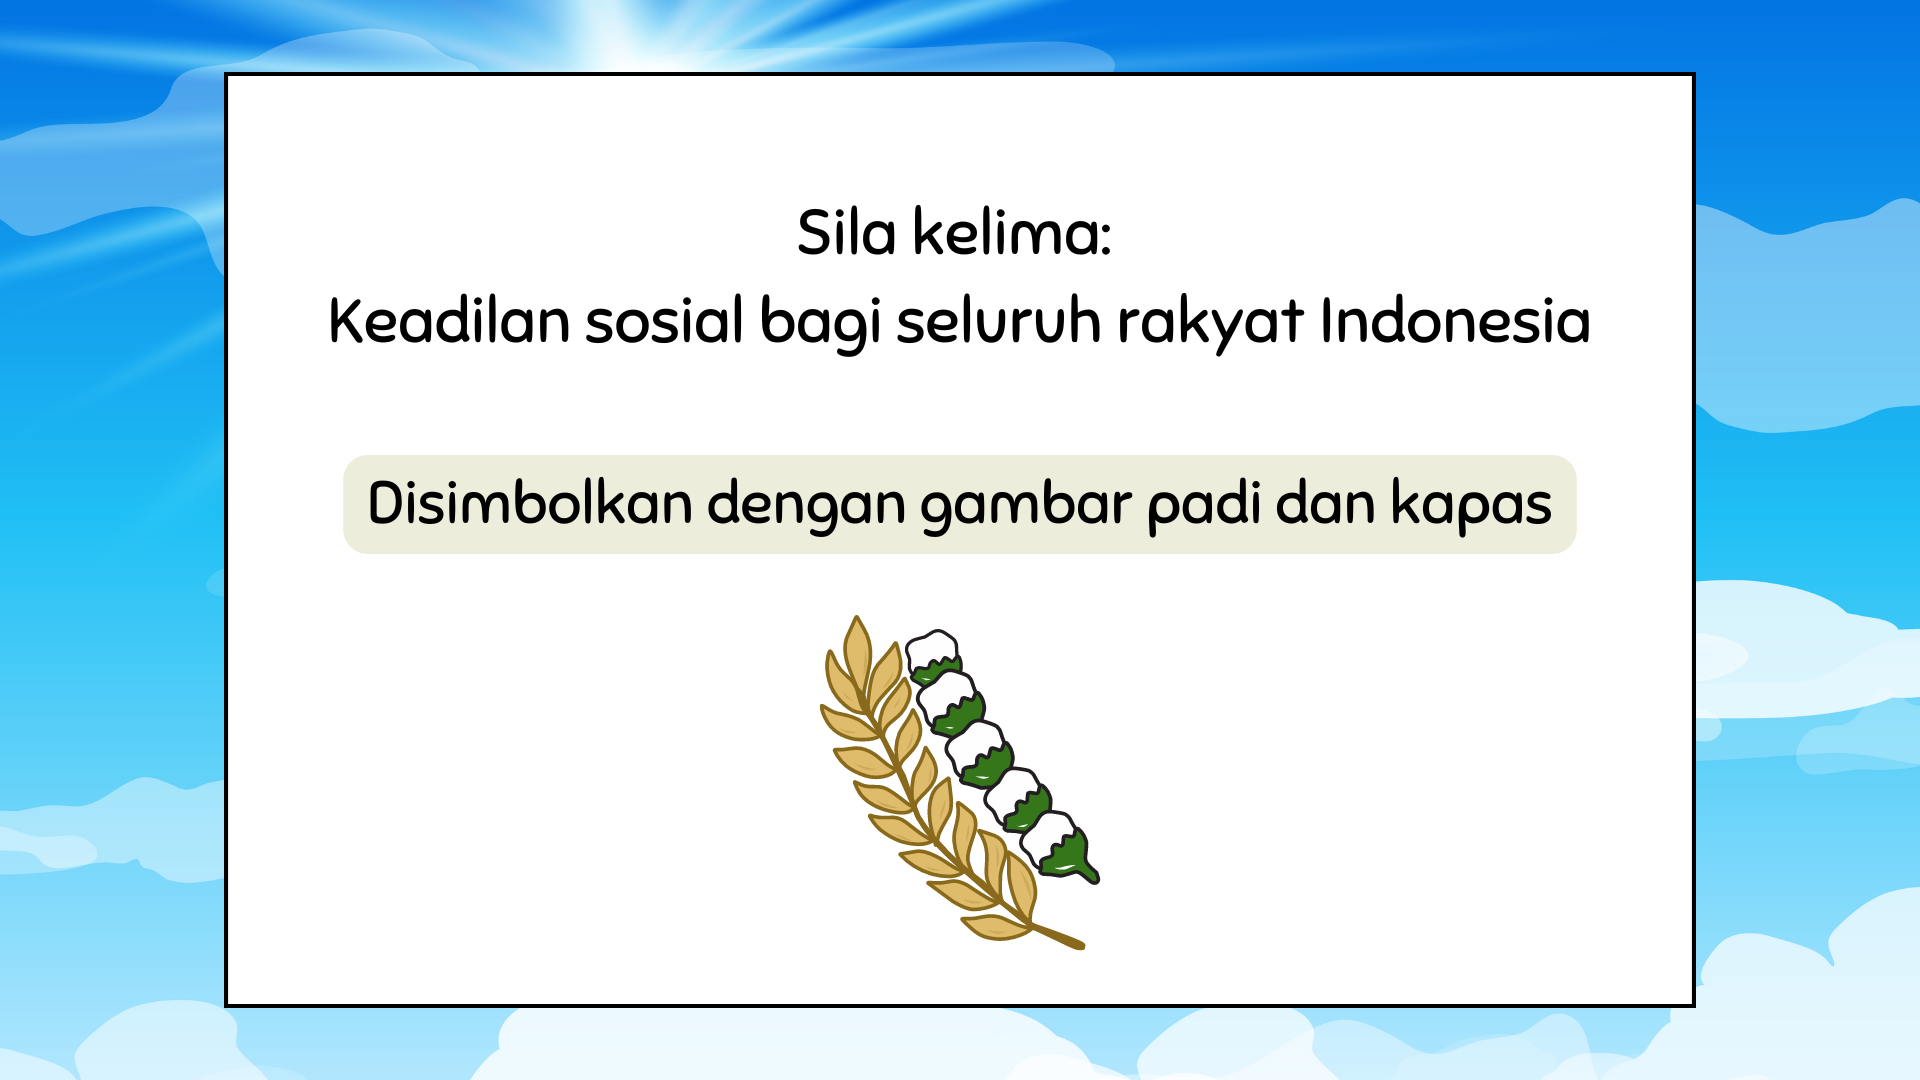 Sila kelima:
Keadilan sosial bagi seluruh rakyat Indonesia
Disimbolkan dengan gambar padi dan kapas